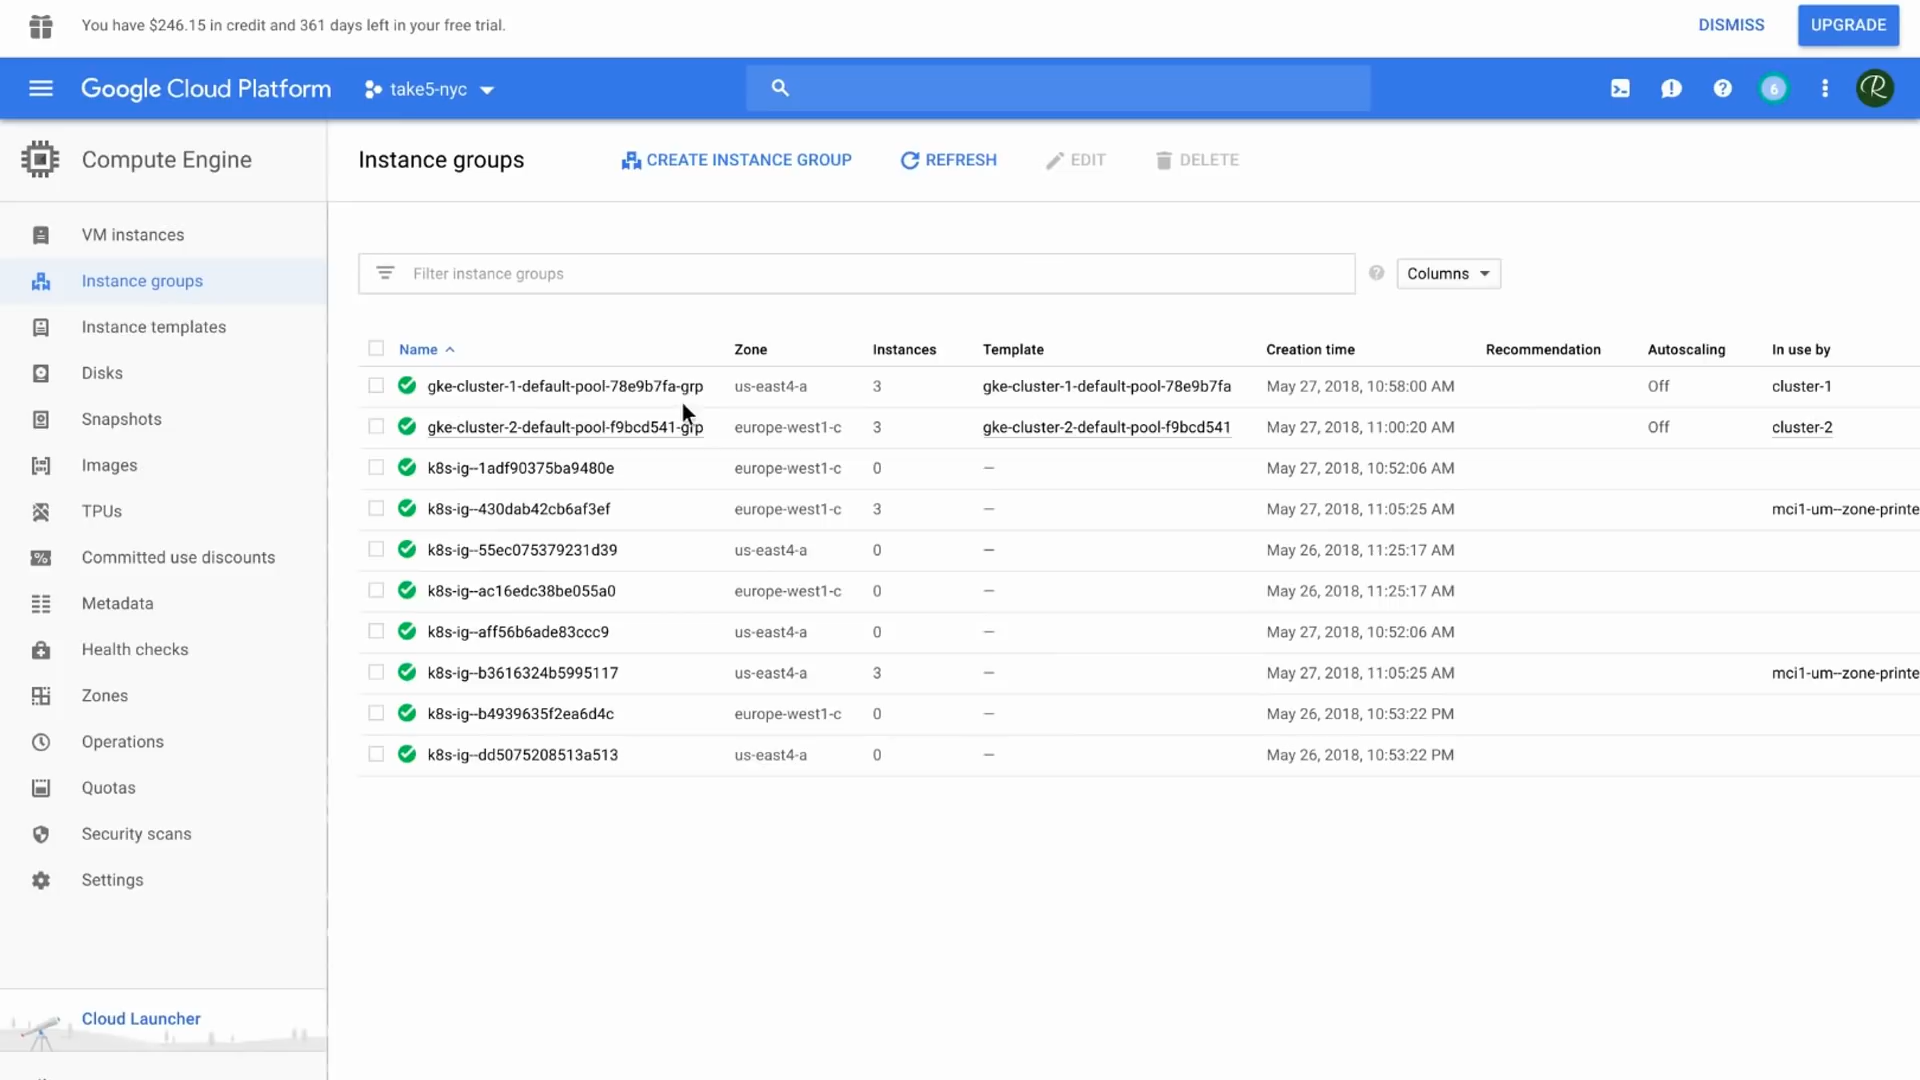 You have $246.15 in credit and 361 days left in your free trial.
DISMISS
UPGRADE
Google Cloud Platform
take5-nyc
6
R
Compute Engine
Instance groups
CREATE INSTANCE GROUP
REFRESH
EDIT
DELETE
VM instances
Instance groups
Instance templates
Disks
Snapshots
Images
TPUs
Committed use discounts
Metadata
Health checks
Zones
Operations
Quotas
Security scans
Settings
Cloud Launcher
Filter instance groups
Columns
Name Zone Instances Template Creation time Recommendation Autoscaling In use by
gke-cluster-1-default-pool-78e9b7fa-grp us-east4-a 3 gke-cluster-1-default-pool-78e9b7fa May 27, 2018, 10:58:00 AM Off cluster-1
gke-cluster-2-default-pool-f9bcd541-grp europe-west1-c 3 gke-cluster-2-default-pool-f9bcd541 May 27, 2018, 11:00:20 AM Off cluster-2
k8s-ig--1adf90375ba9480e europe-west1-c 0 — May 27, 2018, 10:52:06 AM
k8s-ig--430dab42cb6af3ef europe-west1-c 3 — May 27, 2018, 11:05:25 AM mci1-um--zone-printe
k8s-ig--55ec075379231d39 us-east4-a 0 — May 26, 2018, 11:25:17 AM
k8s-ig--ac16edc38be055a0 europe-west1-c 0 — May 26, 2018, 11:25:17 AM
k8s-ig--aff56b6ade83ccc9 us-east4-a 0 — May 27, 2018, 10:52:06 AM
k8s-ig--b3616324b5995117 us-east4-a 3 — May 27, 2018, 11:05:25 AM mci1-um--zone-printe
k8s-ig--b4939635f2ea6d4c europe-west1-c 0 — May 26, 2018, 10:53:22 PM
k8s-ig--dd5075208513a513 us-east4-a 0 — May 26, 2018, 10:53:22 PM